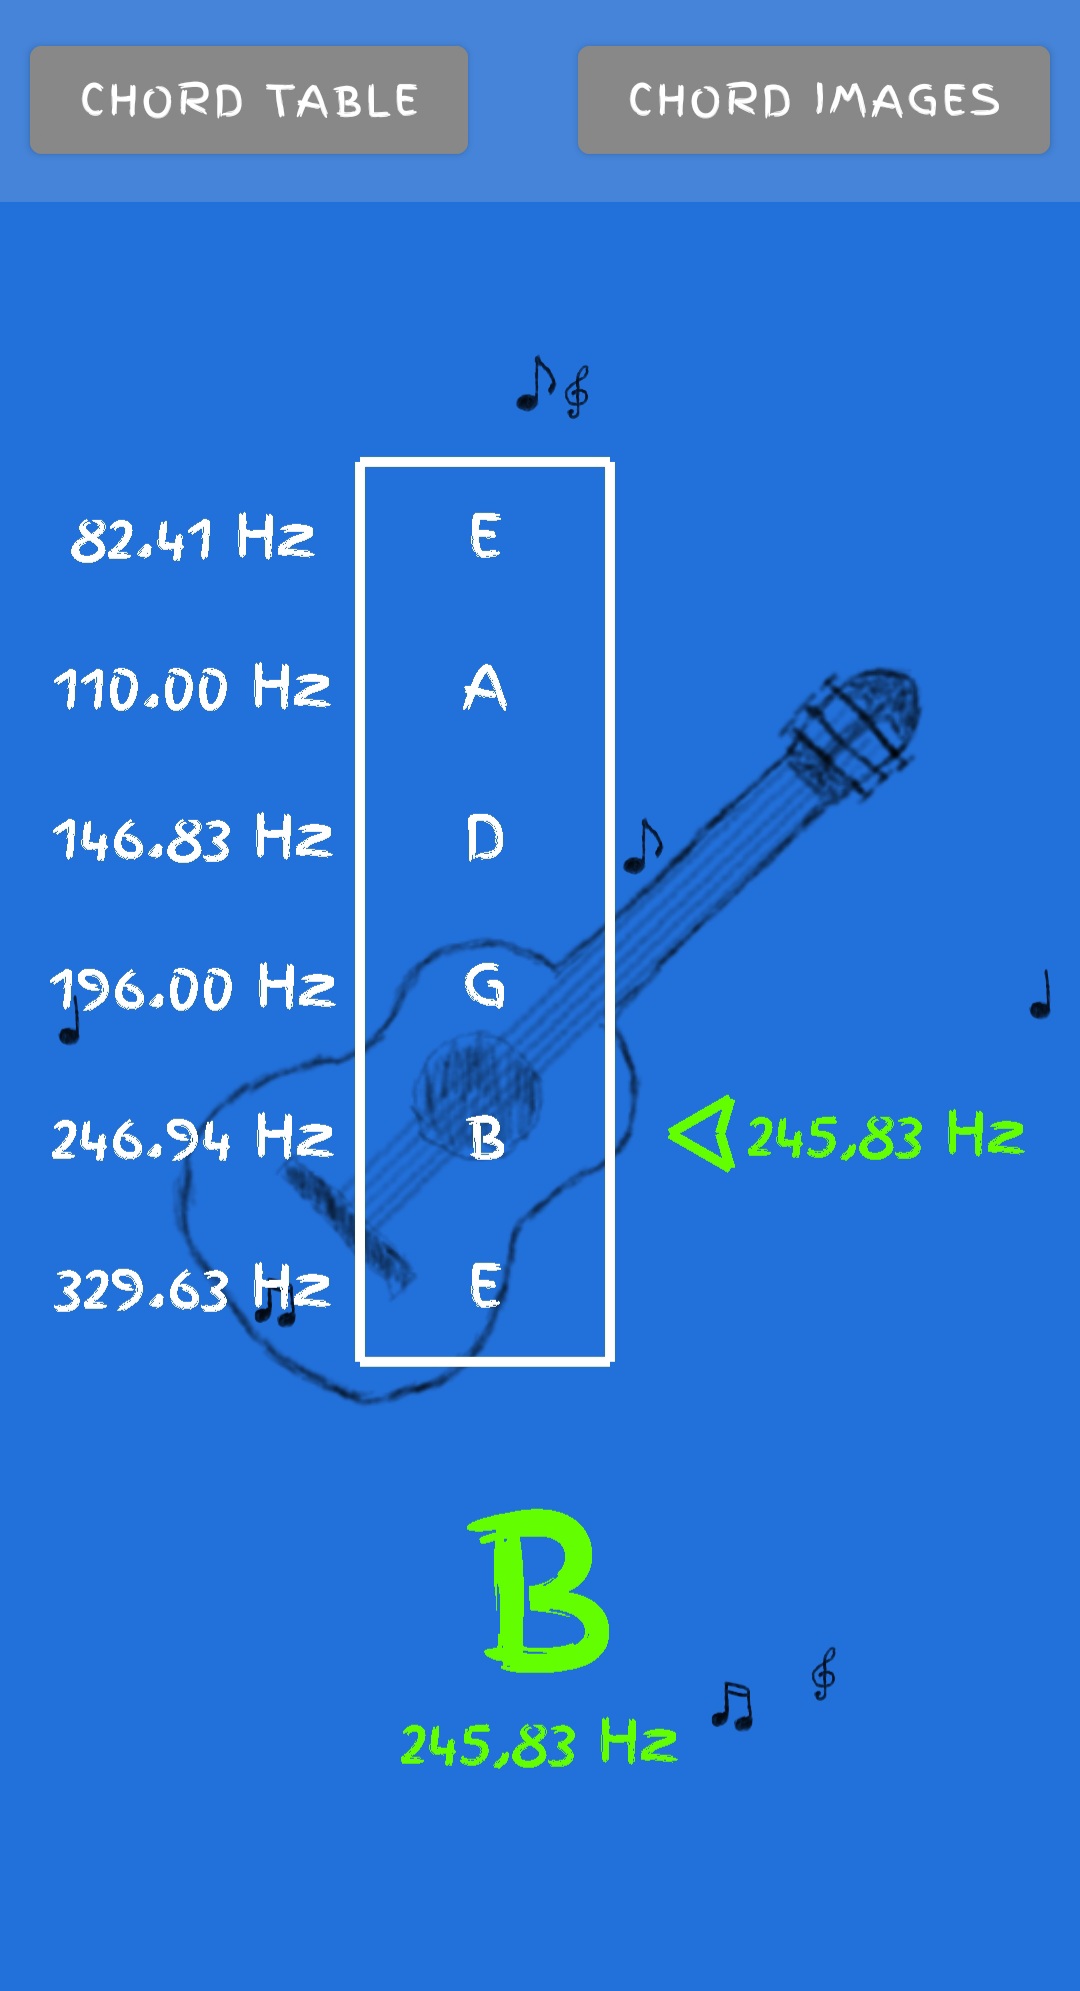 CHORD TABLE
CHORD IMAGES
82.41 Hz E
110.00 Hz A
146.83 Hz D
196.00 Hz G
246.94 Hz B 245,83 Hz
329.63 Hz E
B
245,83 Hz